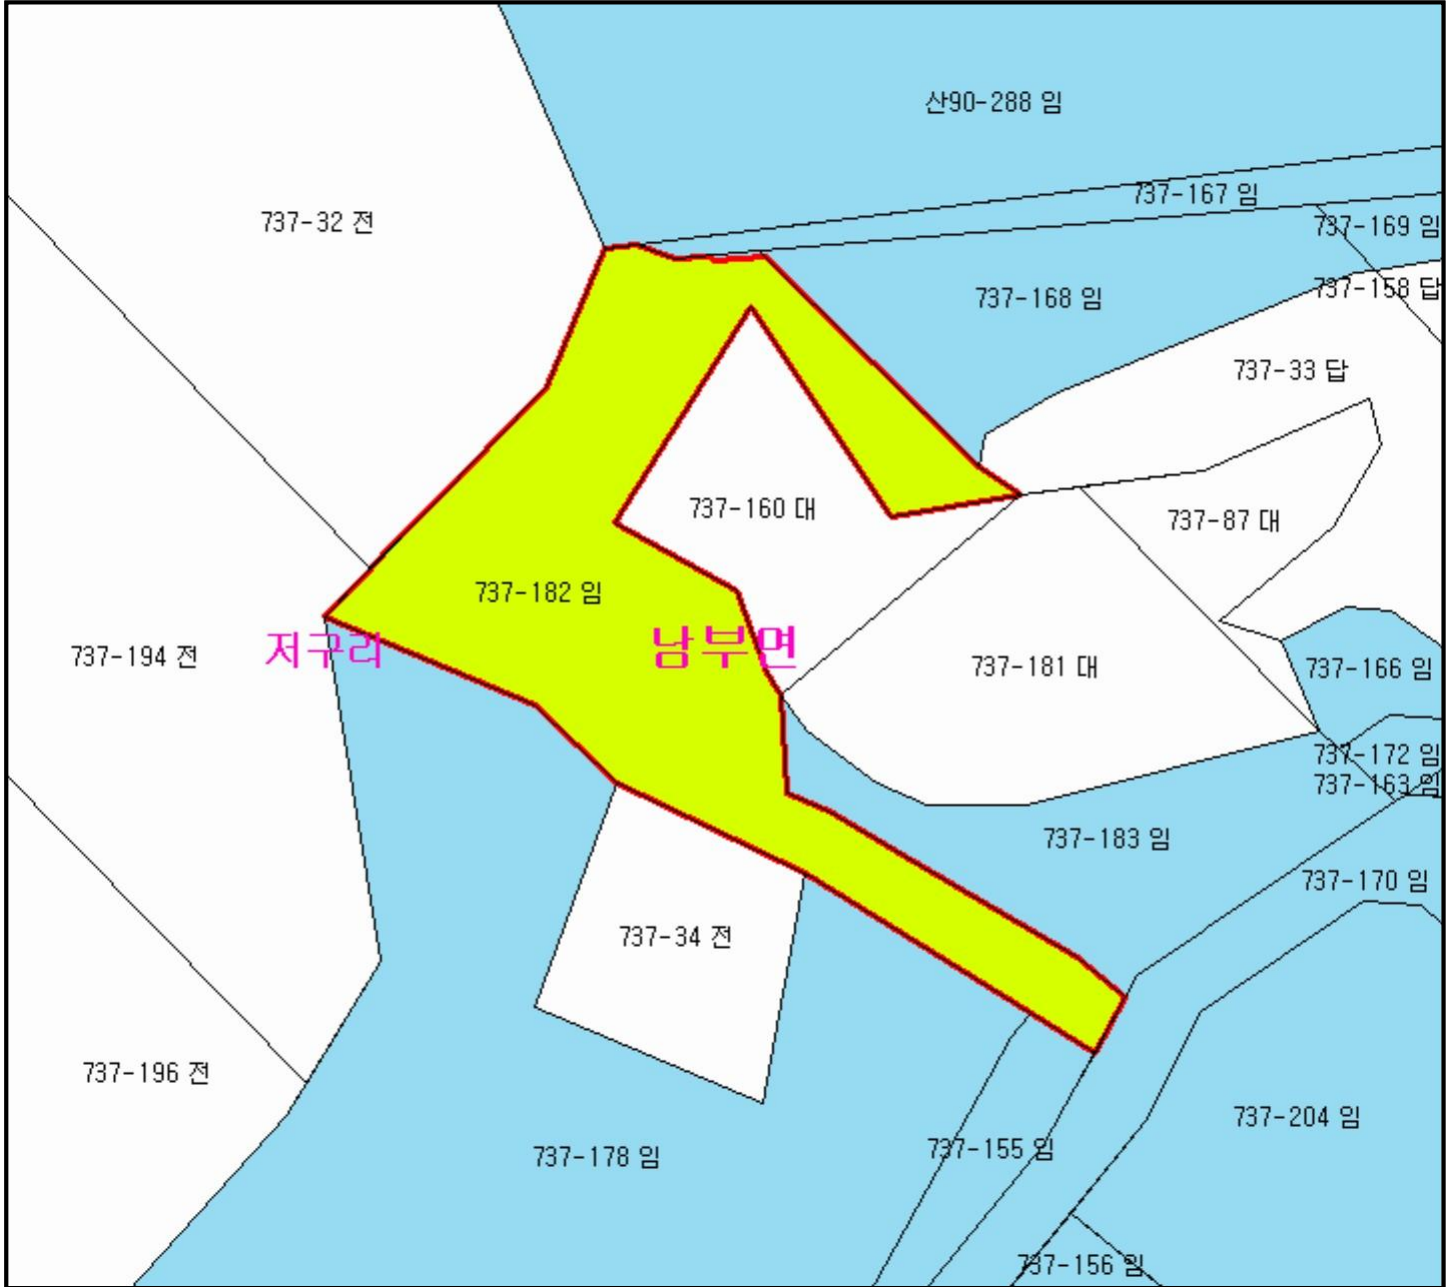 산90-288 임
737-167 임
737-32 전
737-169 임
737-158 답
737-168 임
737-33 답
737-160 대
737-87 대
737-182 임
저구리
남부면
737-194 전
737-181 대
737-166 임
737-172 임
737-163 임
737-183 임
737-170 임
737-34 전
737-196 전
737-204 임
737-178 임
737-155 임
737-156 임